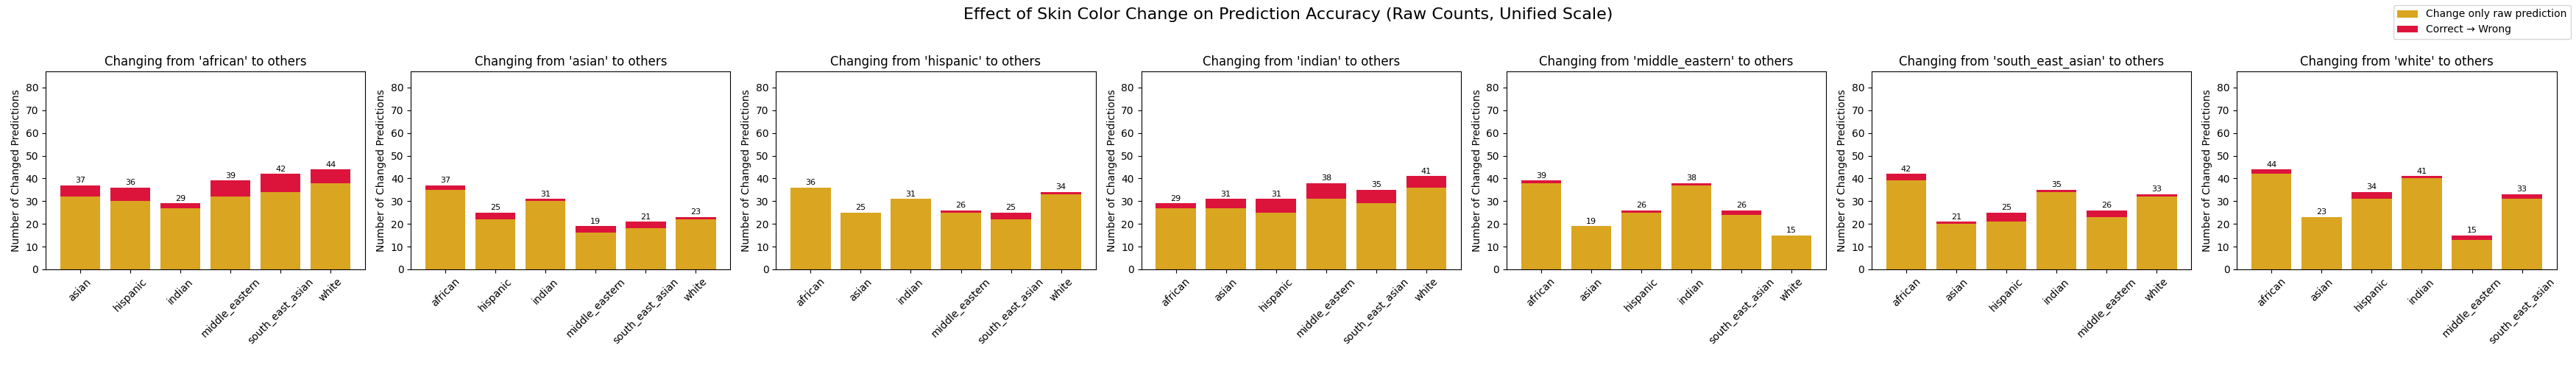 Effect of Skin Color Change on Prediction Accuracy (Raw Counts, Unified Scale)
Change only raw prediction
Correct → Wrong
Changing from 'african' to others
Number of Changed Predictions
80
70
60
50
40
30
20
10
0
37
36
29
39
42
44
asian
hispanic
indian
middle_eastern
south_east_asian
white
Changing from 'asian' to others
Number of Changed Predictions
80
70
60
50
40
30
20
10
0
37
25
31
19
21
23
african
hispanic
indian
middle_eastern
south_east_asian
white
Changing from 'hispanic' to others
Number of Changed Predictions
80
70
60
50
40
30
20
10
0
36
25
31
26
25
34
african
asian
indian
middle_eastern
south_east_asian
white
Changing from 'indian' to others
Number of Changed Predictions
80
70
60
50
40
30
20
10
0
29
31
31
38
35
41
african
asian
hispanic
middle_eastern
south_east_asian
white
Changing from 'middle_eastern' to others
Number of Changed Predictions
80
70
60
50
40
30
20
10
0
39
19
26
38
26
15
african
asian
hispanic
indian
south_east_asian
white
Changing from 'south_east_asian' to others
Number of Changed Predictions
80
70
60
50
40
30
20
10
0
42
21
25
35
26
33
african
asian
hispanic
indian
middle_eastern
white
Changing from 'white' to others
Number of Changed Predictions
80
70
60
50
40
30
20
10
0
44
23
34
41
15
33
african
asian
hispanic
indian
middle_eastern
south_east_asian